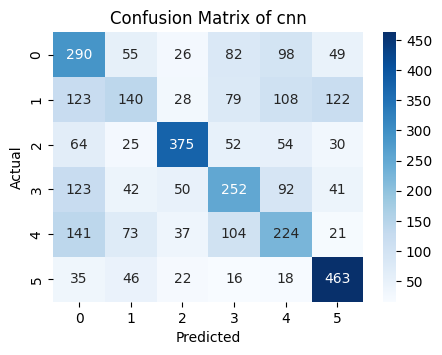 Confusion Matrix of cnn
0 290 55 26 82 98 49
1 123 140 28 79 108 122
2 64 25 375 52 54 30
3 123 42 50 252 92 41
4 141 73 37 104 224 21
5 35 46 22 16 18 463
0 1 2 3 4 5
Actual
Predicted
450
400
350
300
250
200
150
100
50